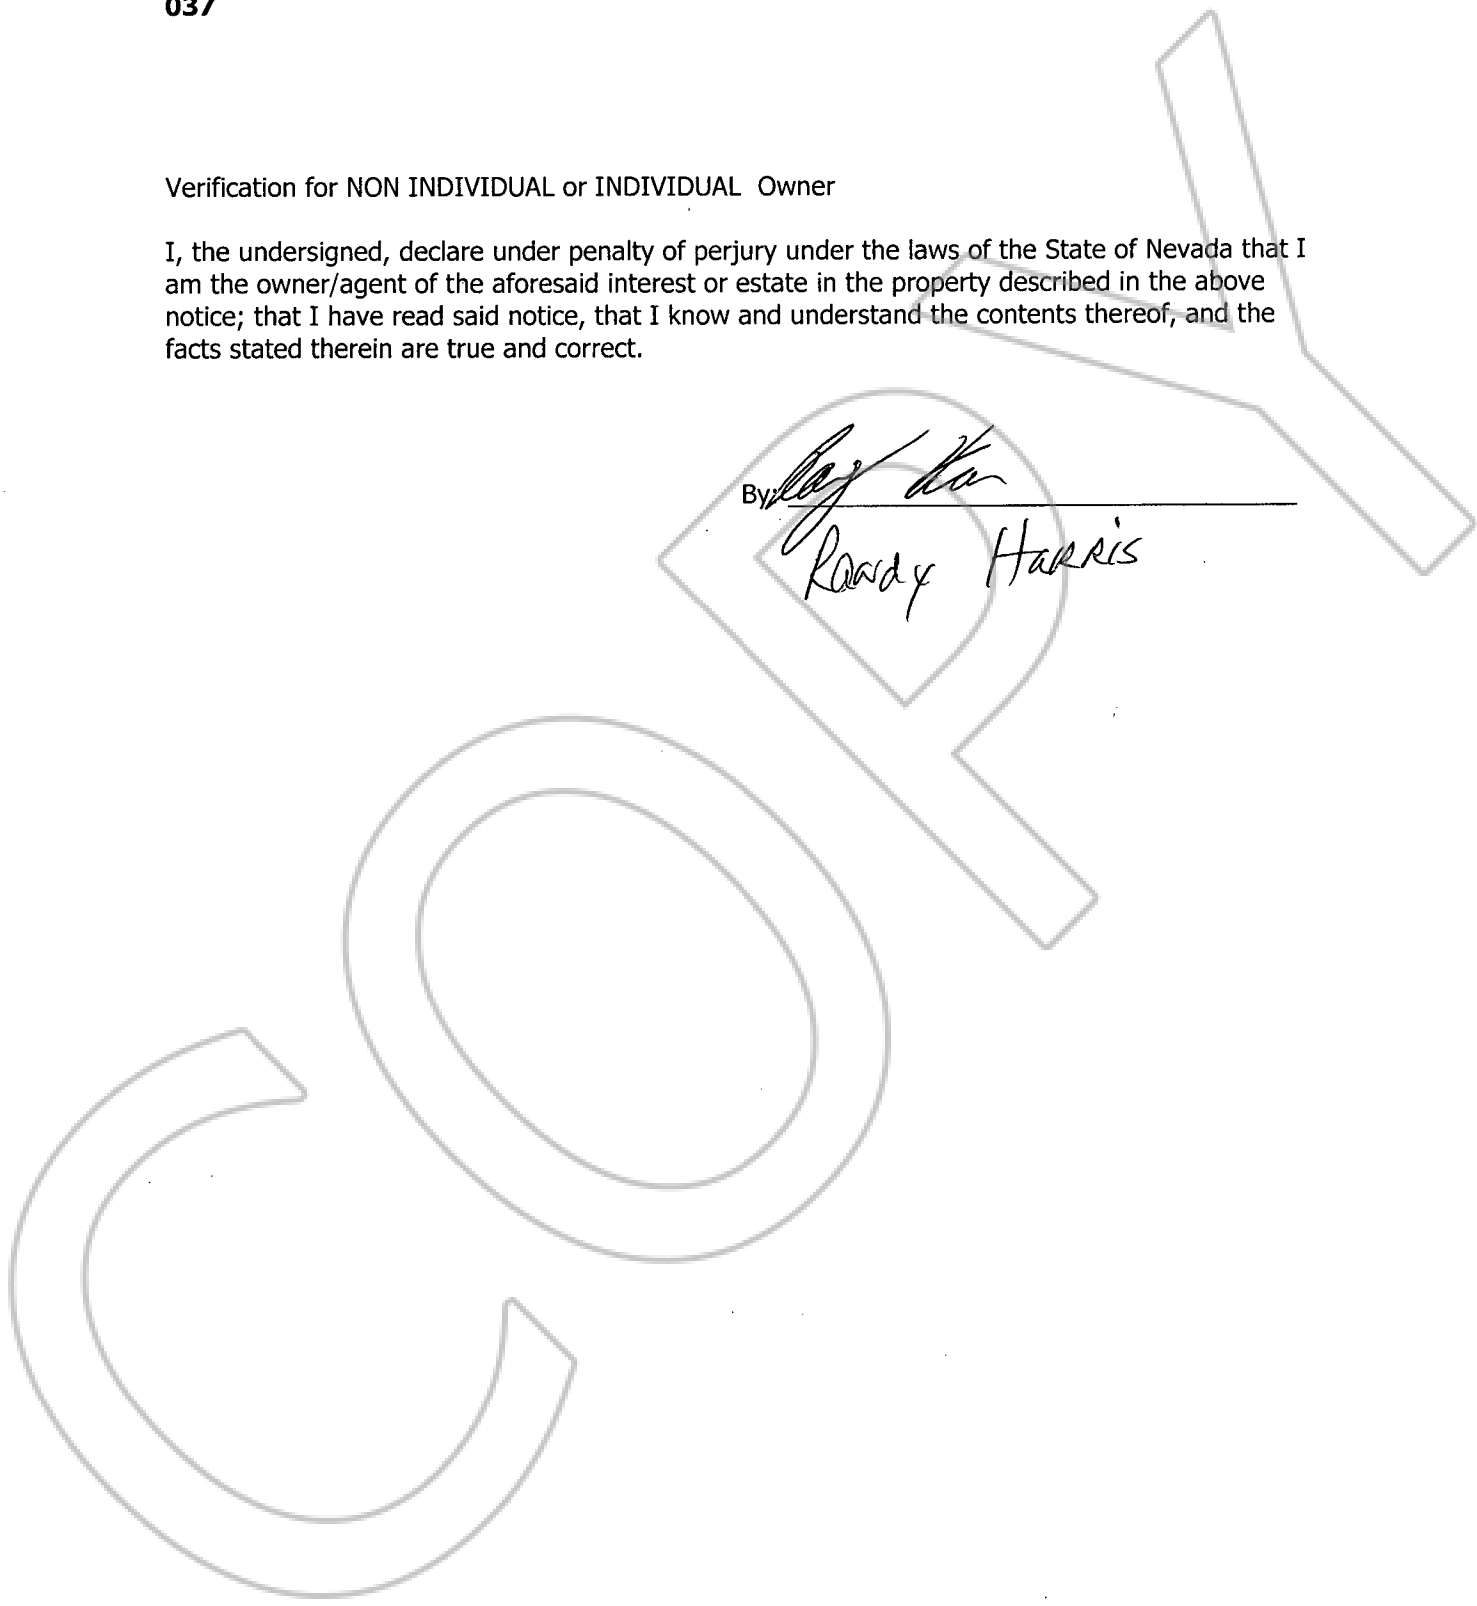 037
Verification for NON INDIVIDUAL or INDIVIDUAL Owner
I, the undersigned, declare under penalty of perjury under the laws of the State of Nevada that I
am the owner/agent of the aforesaid interest or estate in the property described in the above
notice; that I have read said notice, that I know and understand the contents thereof, and the
facts stated therein are true and correct.
By:
Randy Harris
COPY